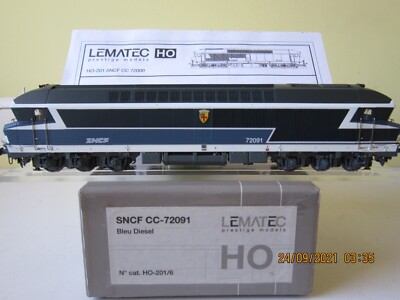 LEMATEC HO
prestige models
HO-201 SNCF CC 72000
SNCF
72091
SNCF CC-72091
Bleu Diesel
LEMATEC
prestige models
HO
N° cat. HO-201/6
24/09/2021 03:35